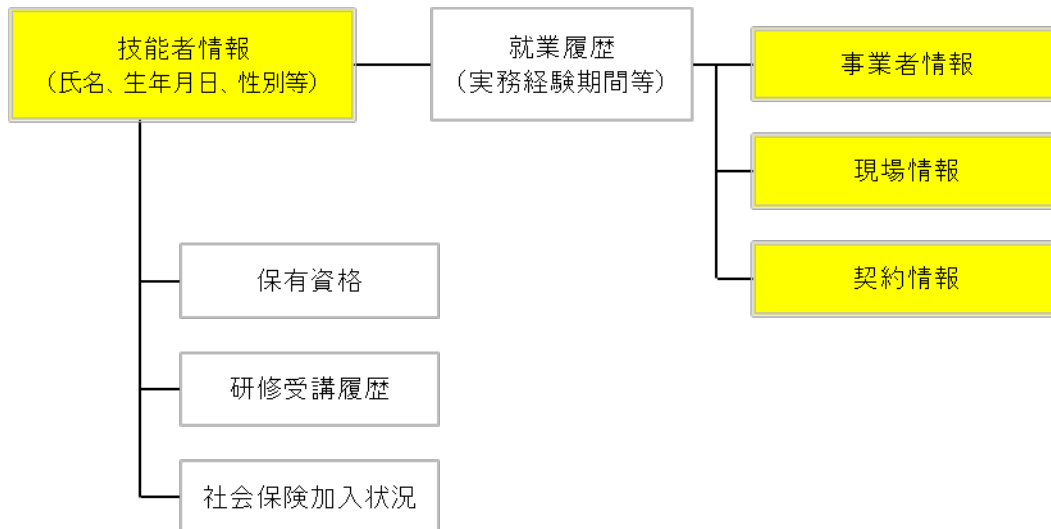 技能者情報
(氏名、生年月日、性別等)
就業履歴
(実務経験期間等)
事業者情報
現場情報
契約情報
保有資格
研修受講履歴
社会保険加入状況